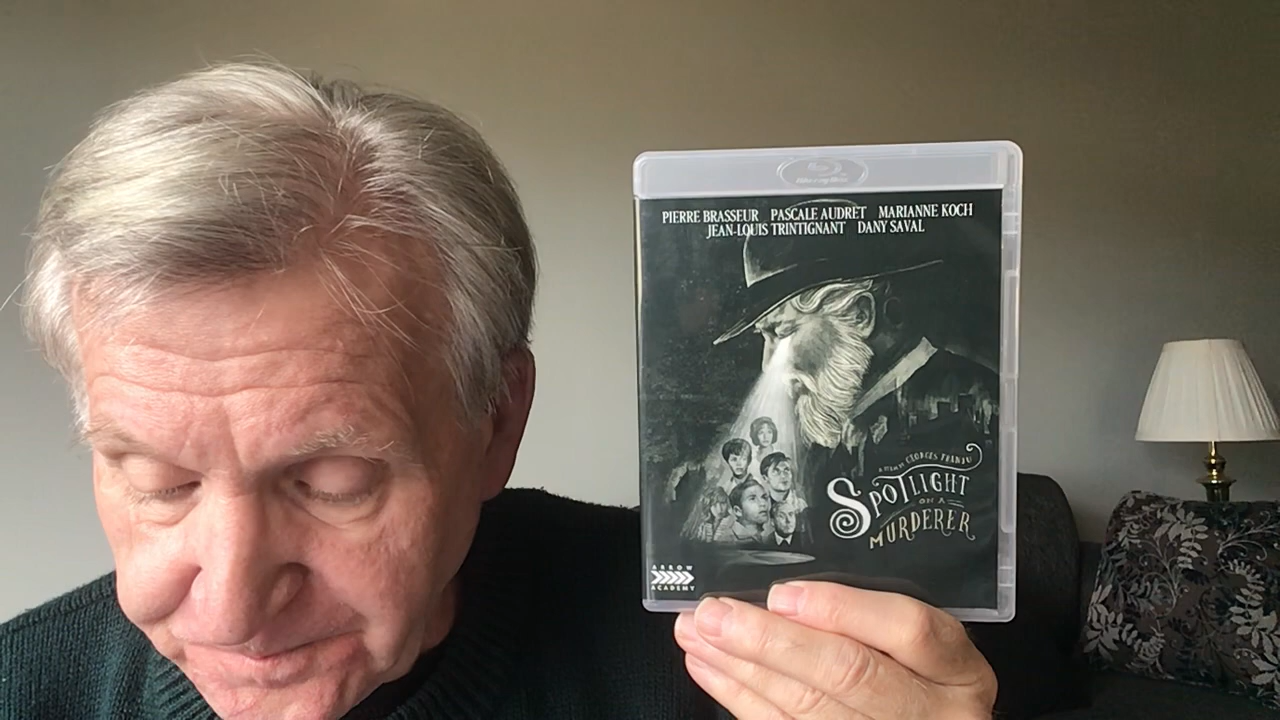 Blu-ray Disc
PIERRE BRASSEUR PASCALE AUDRET MARIANNE KOCH
JEAN-LOUIS TRINTIGNANT DANY SAVAL
A FILM BY GEORGES FRANJU
SPOTLIGHT
ON A
MURDERER
ARROW
ACADEMY